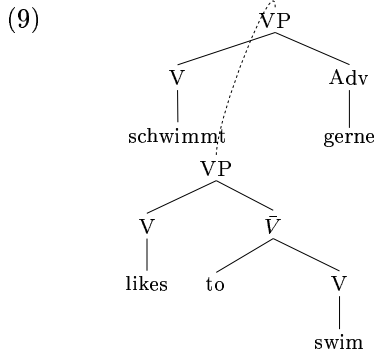 (9)
VP
V Adv
schwimmt gerne
VP
V V̄
likes to V
swim